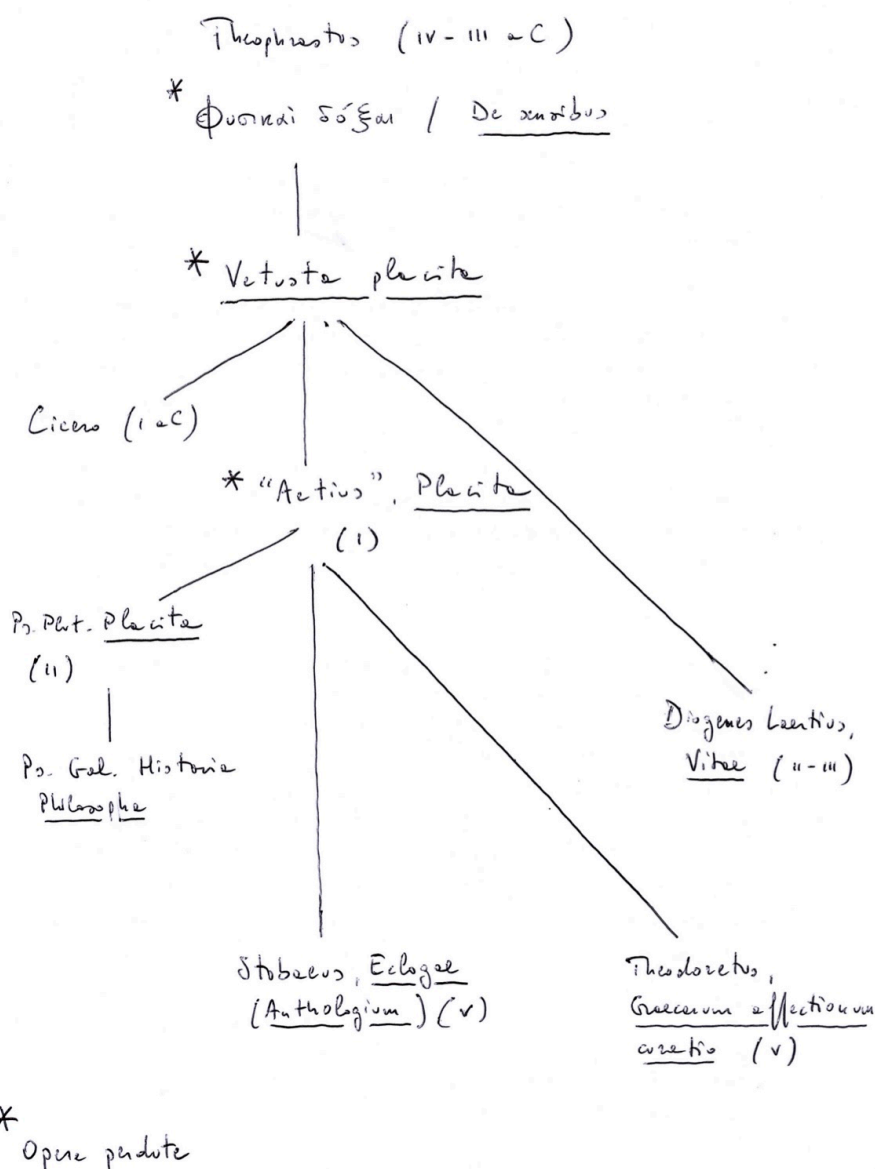 Theophrastus (IV - III a C)
* Φυσικαὶ δόξαι / De sensibus
* Vetusta placita
Cicero (I a C)
* "Aetius", Placita
(I)
Ps. Plut. Placita
(II)
Diogenes Laertius,
Vitae (II - III)
Ps. Gal. Historia
Philosopha
Stobaeus, Eclogae
(Anthologium) (V)
Theodoretus,
Graecarum affectionum
curatio (V)
*
Opere perdute